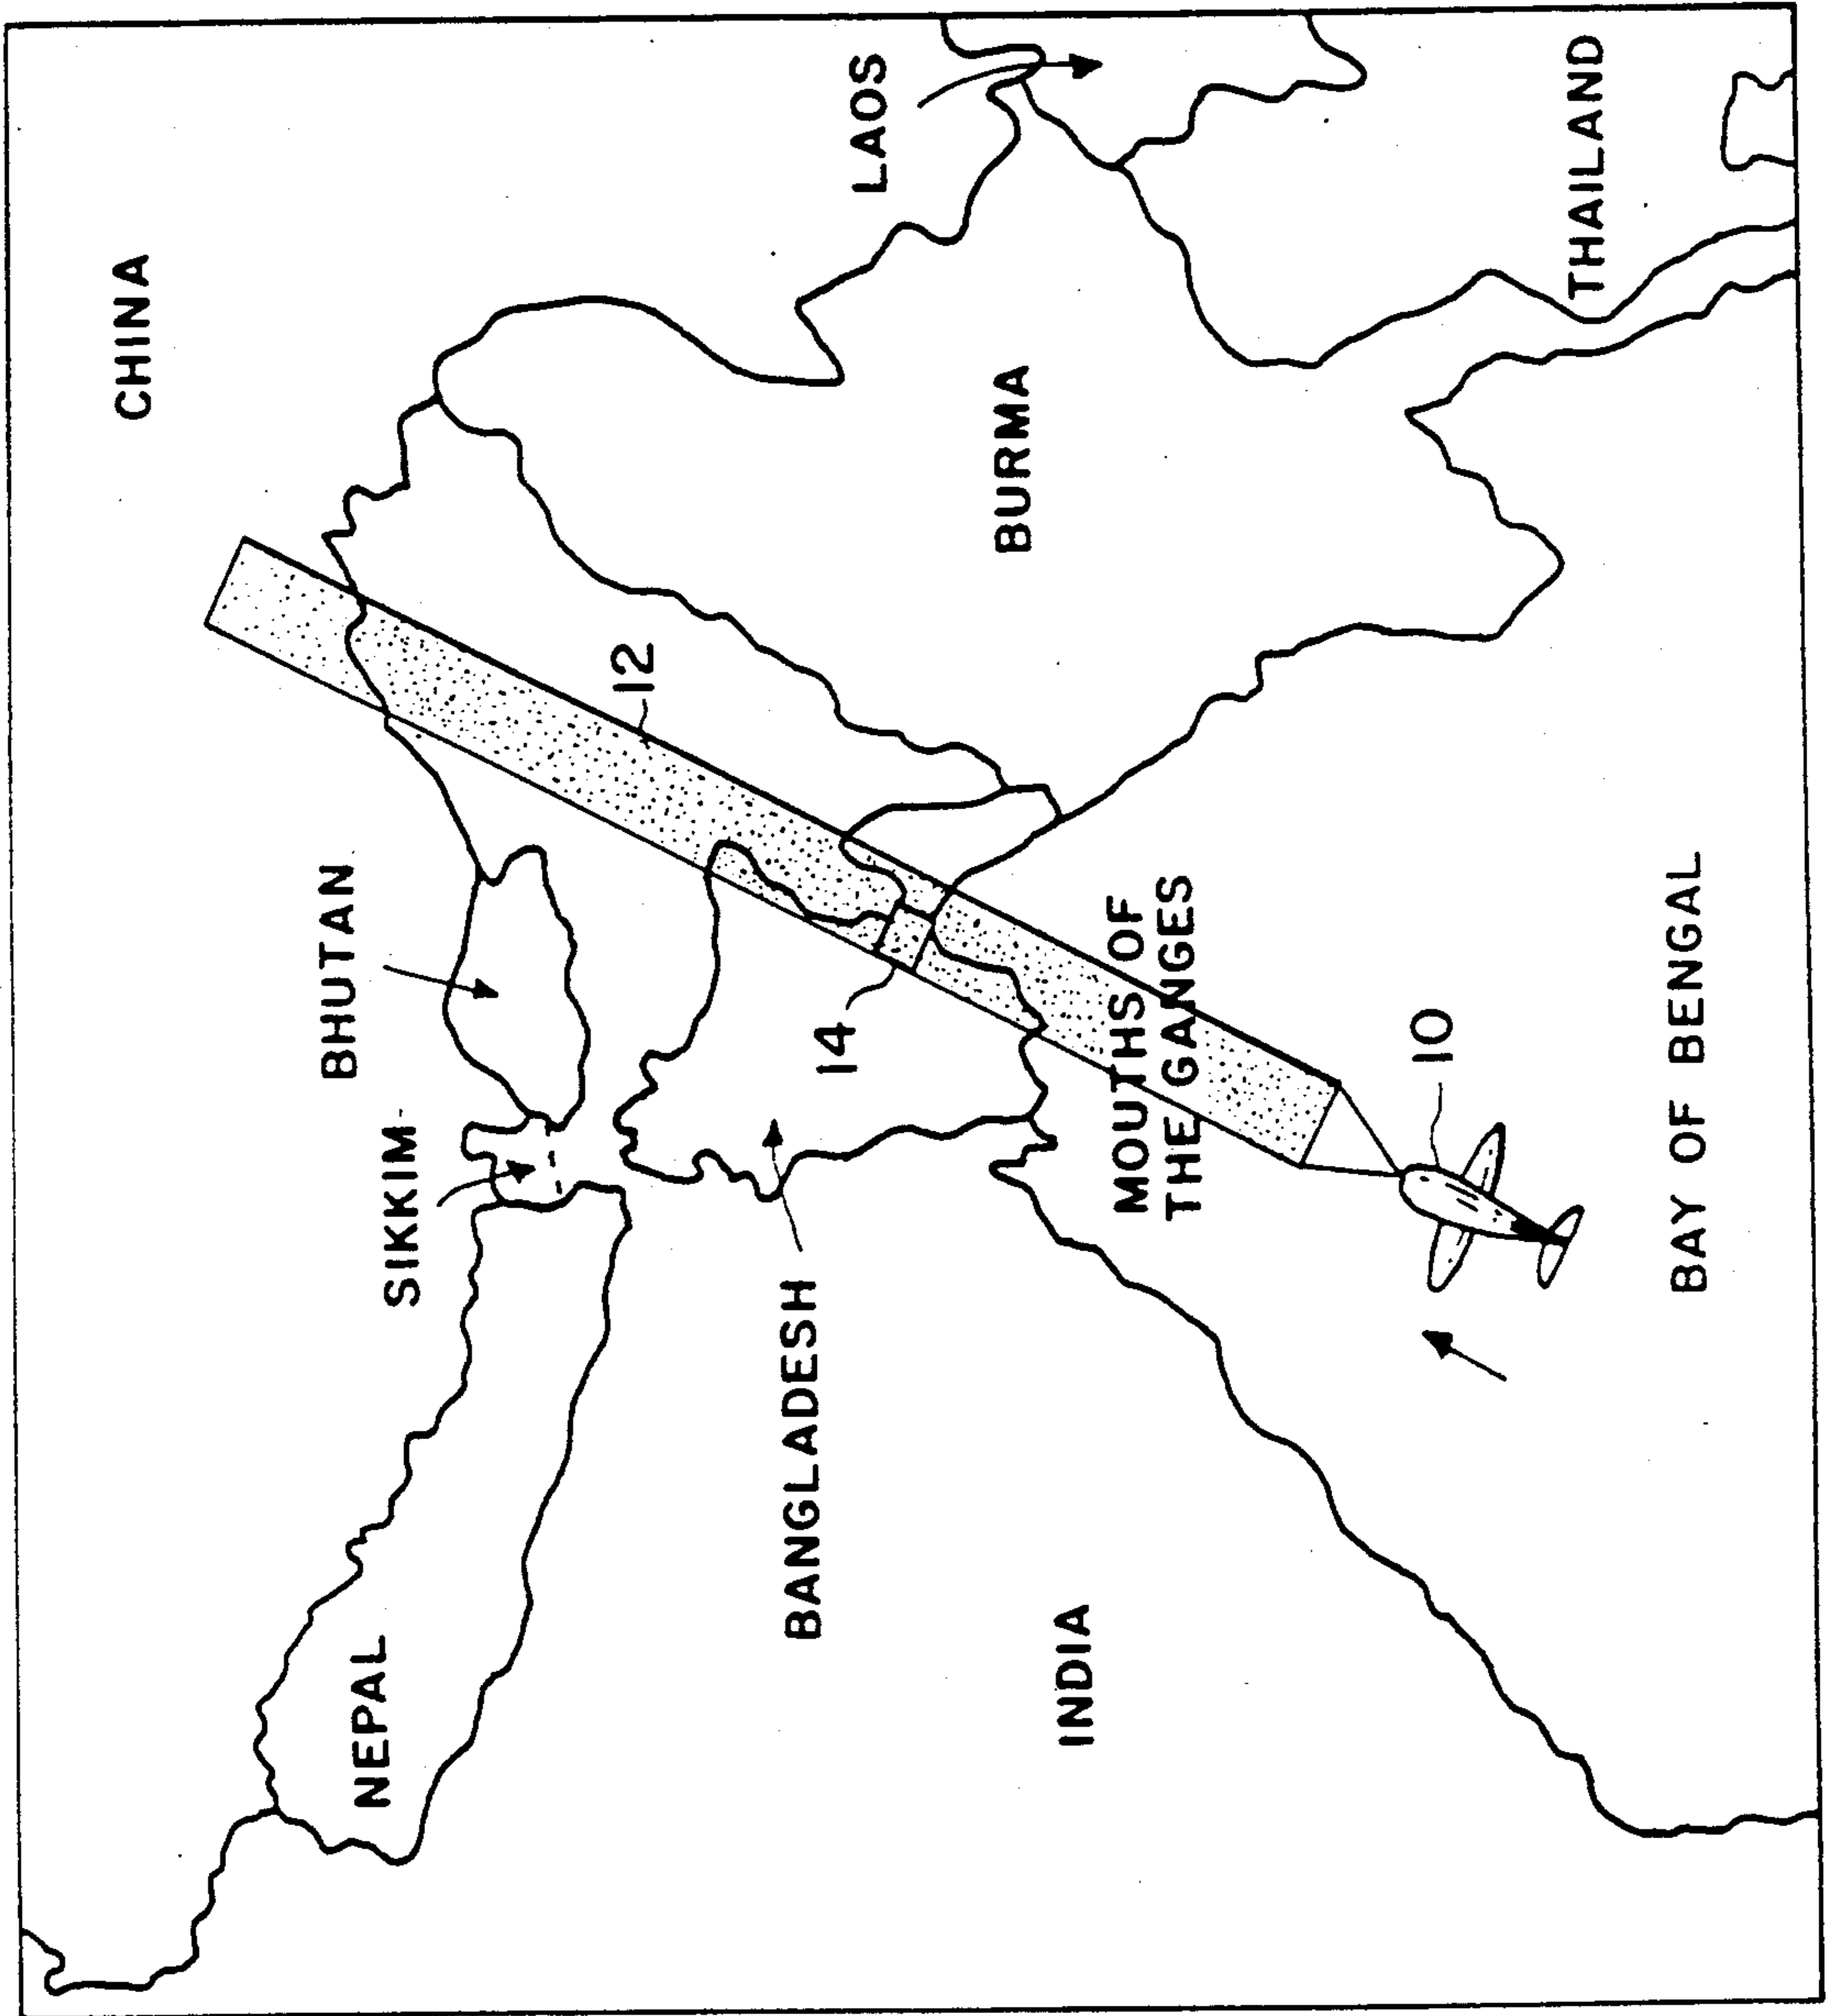 CHINA
BHUTAN
SIKKIM
NEPAL
LAOS
12
BURMA
14
BANGLADESH
INDIA
MOUTHS OF
THE GANGES
10
THAILAND
BAY OF BENGAL